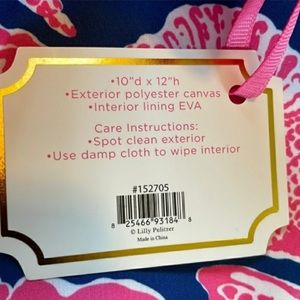 •10"d x 12"h
•Exterior polyester canvas
•Interior lining EVA
Care Instructions:
•Spot clean exterior
•Use damp cloth to wipe interior
#152705
8 25466 93184 8
© Lilly Pulitzer
Made in China